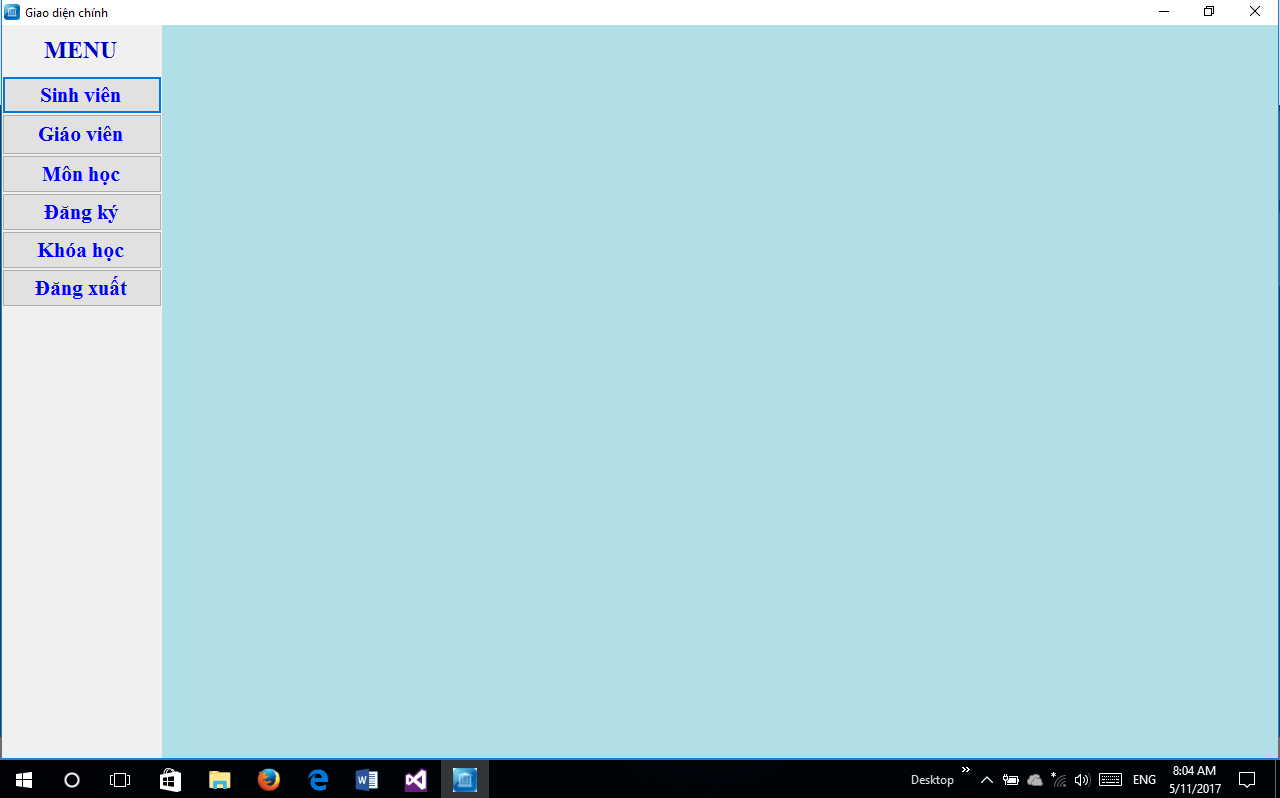 Giao diện chính
MENU
Sinh viên
Giáo viên
Môn học
Đăng ký
Khóa học
Đăng xuất
Desktop
ENG
8:04 AM
5/11/2017